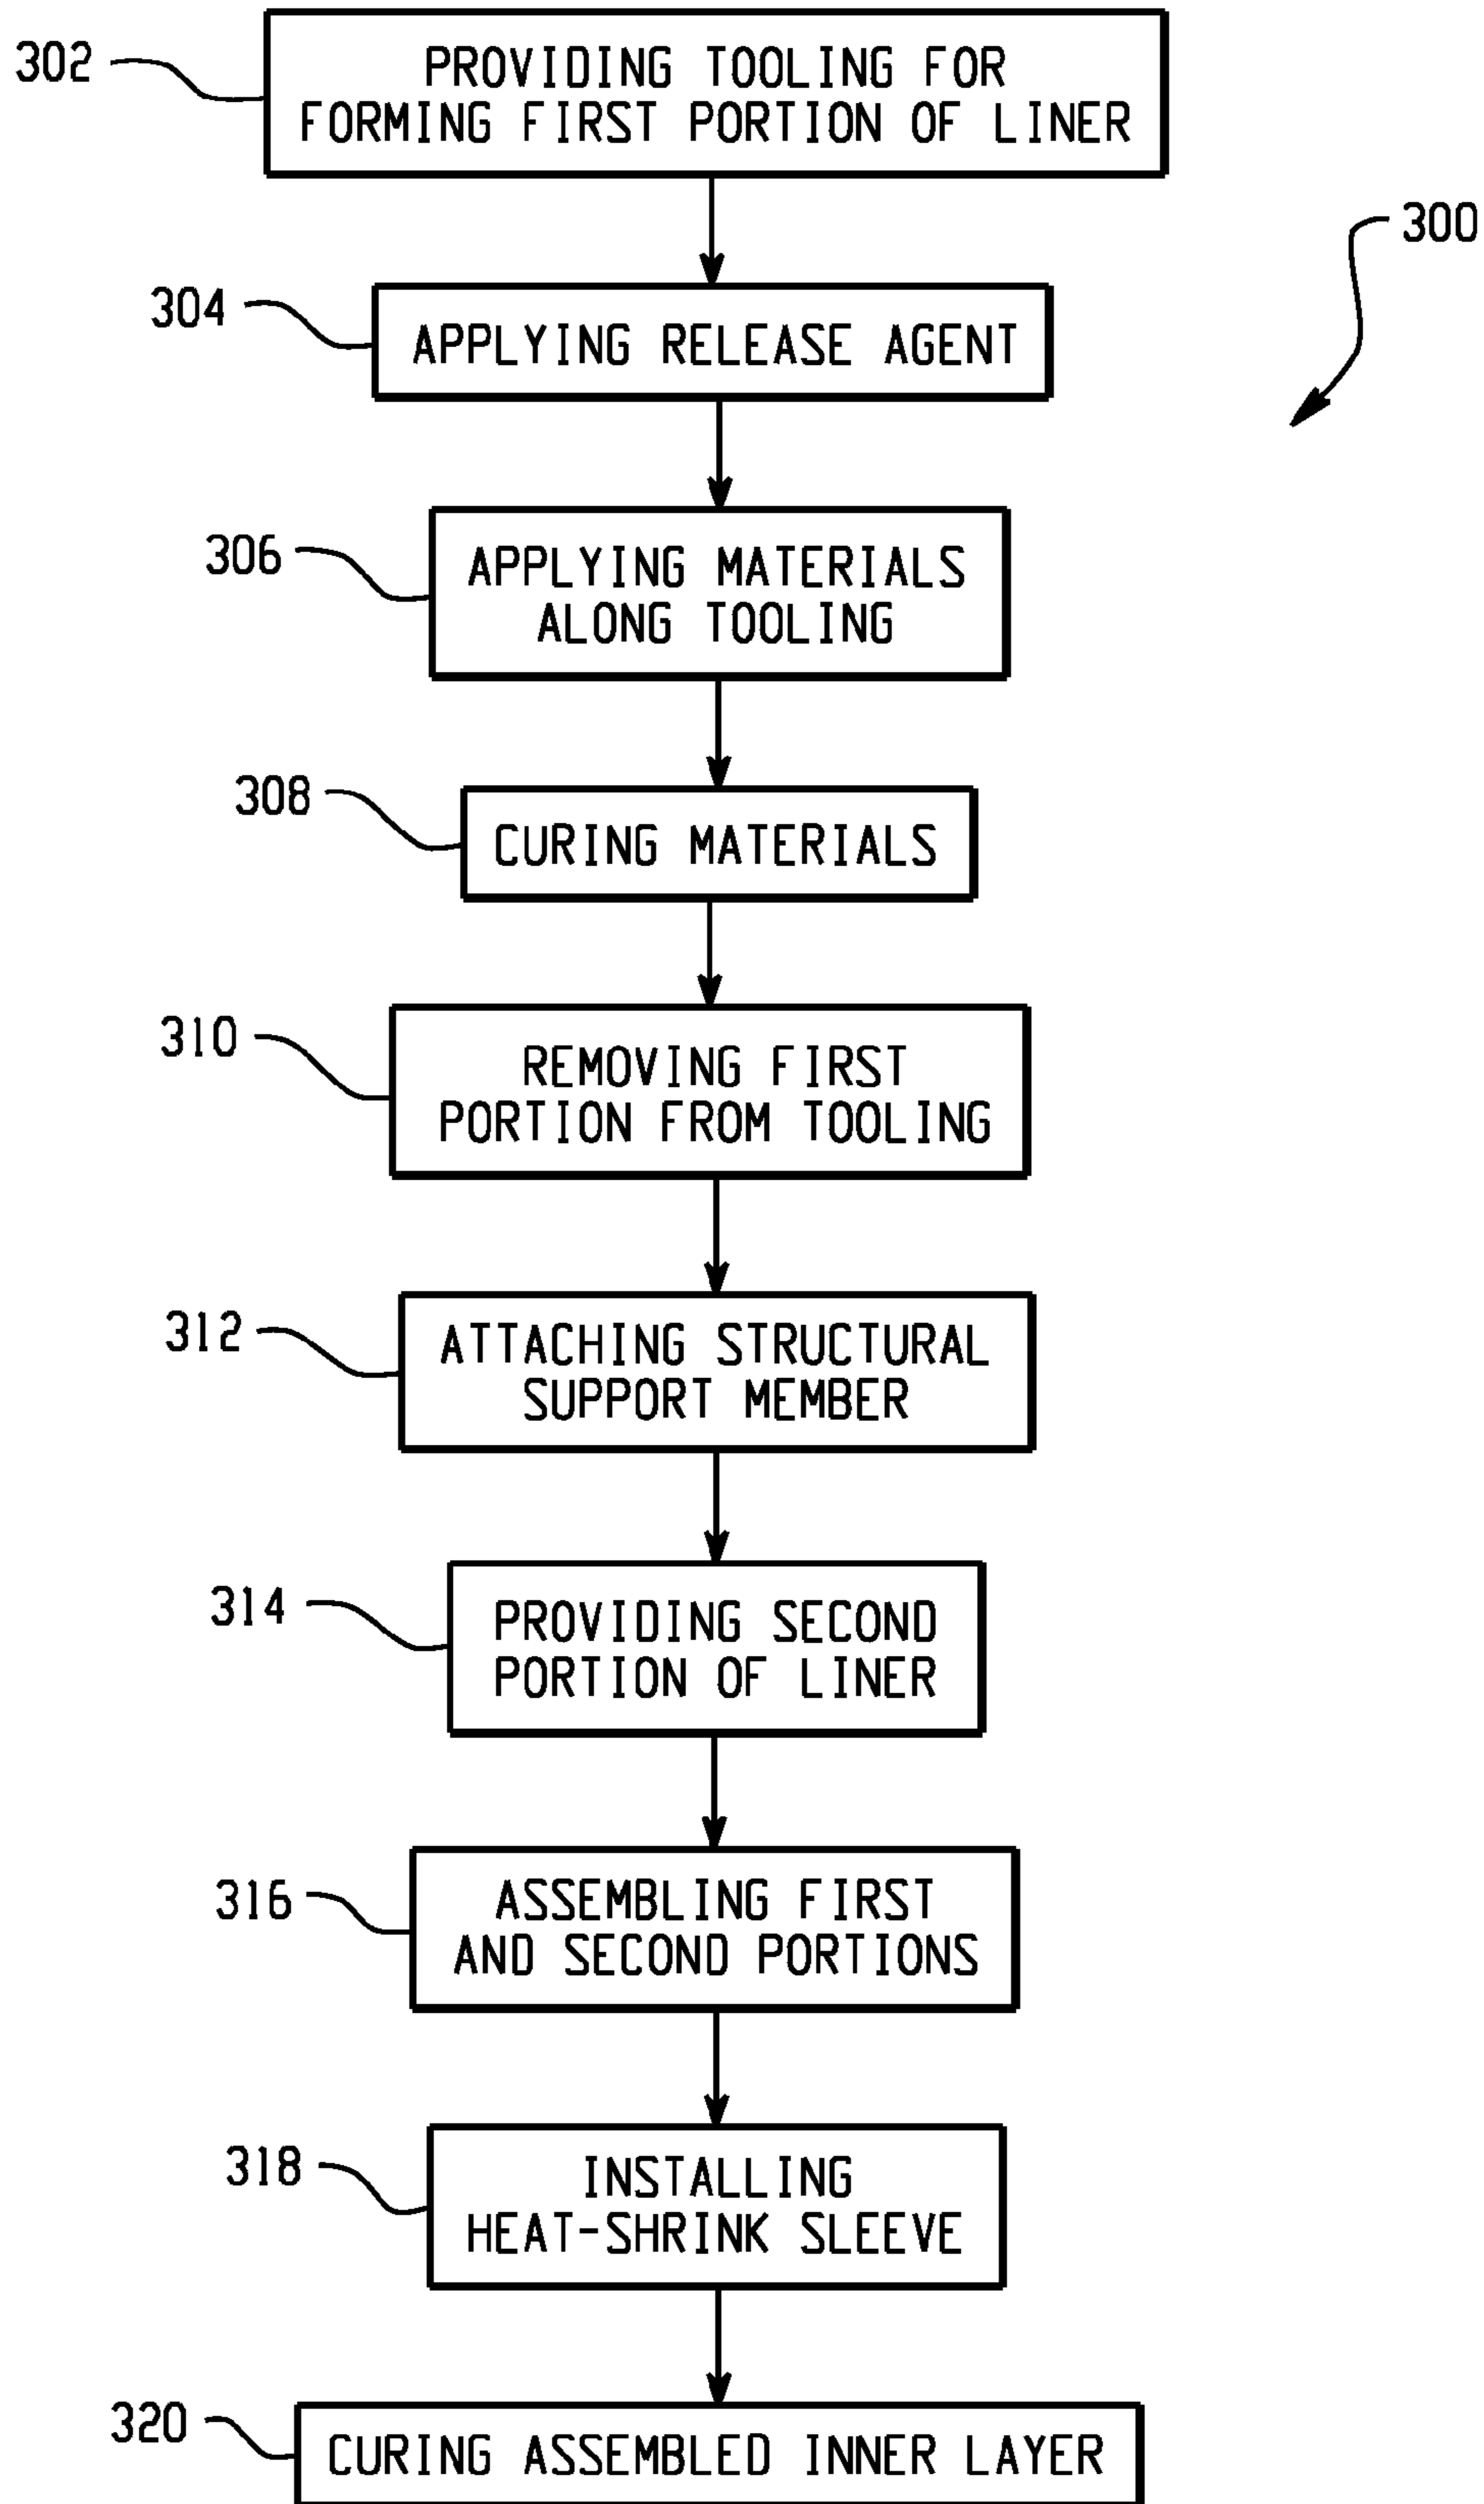 302
PROVIDING TOOLING FOR
FORMING FIRST PORTION OF LINER
300
304
APPLYING RELEASE AGENT
306
APPLYING MATERIALS
ALONG TOOLING
308
CURING MATERIALS
310
REMOVING FIRST
PORTION FROM TOOLING
312
ATTACHING STRUCTURAL
SUPPORT MEMBER
314
PROVIDING SECOND
PORTION OF LINER
316
ASSEMBLING FIRST
AND SECOND PORTIONS
318
INSTALLING
HEAT-SHRINK SLEEVE
320
CURING ASSEMBLED INNER LAYER